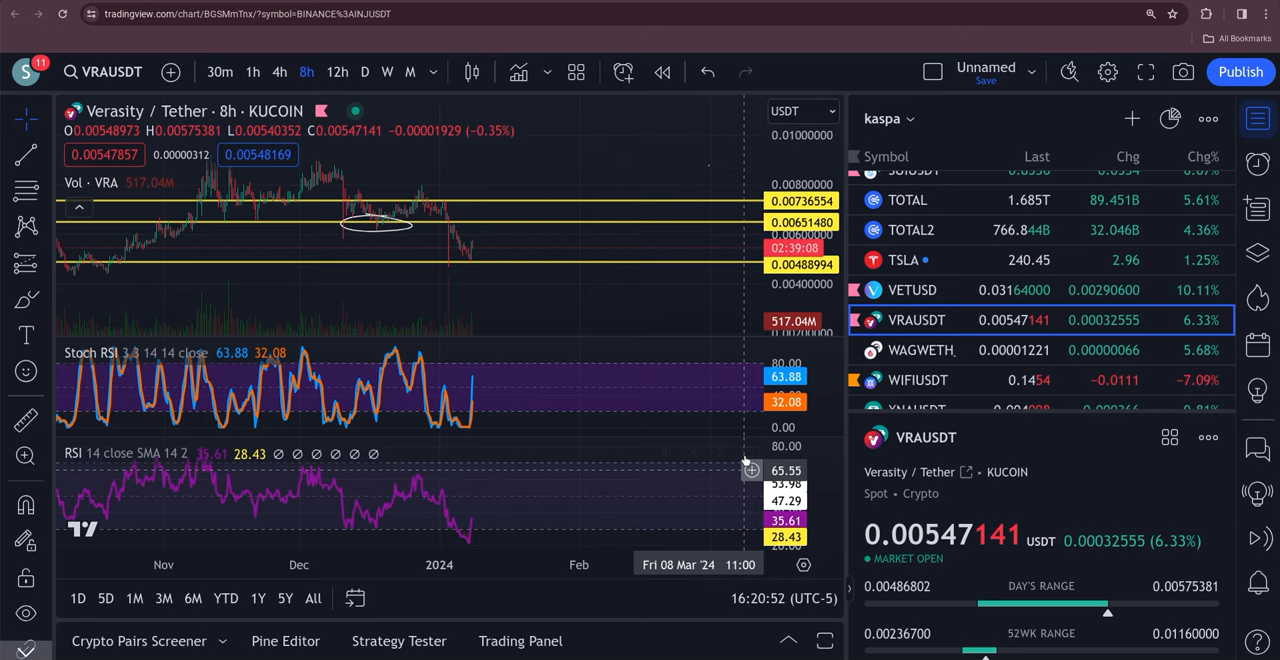 tradingview.com/chart/BGSMmTnx/?symbol=BINANCE%3AINJUSDT
All Bookmarks
S 11 VRAUSDT 30m 1h 4h 8h 12h D W M Unnamed Save Publish
Verasity / Tether · 8h · KUCOIN
O0.00548973 H0.00575381 L0.00540352 C0.00547141 −0.00001929 (−0.35%)
0.00547857 0.00000312 0.00548169
Vol · VRA 517.04M
USDT
0.01000000
0.00800000
0.00736554
0.00651480
02:39:08
0.00488994
0.00400000
517.04M
Stoch RSI 3 3 14 14 close 63.88 32.08
80.00
63.88
32.08
0.00
RSI 14 close SMA 14 2 35.61 28.43 ∅ ∅ ∅ ∅ ∅ ∅
80.00
65.55
53.98
47.29
35.61
28.43
Nov Dec 2024 Feb Fri 08 Mar '24 11:00
1D 5D 1M 3M 6M YTD 1Y 5Y All 16:20:52 (UTC-5)
Crypto Pairs Screener Pine Editor Strategy Tester Trading Panel
kaspa
Symbol Last Chg Chg%
TOTAL 1.685T 89.451B 5.61%
TOTAL2 766.844B 32.046B 4.36%
TSLA 240.45 2.96 1.25%
VETUSD 0.03164000 0.00290600 10.11%
VRAUSDT 0.00547141 0.00032555 6.33%
WAGWETH. 0.00001221 0.00000066 5.68%
WIFIUSDT 0.1454 −0.0111 −7.09%
VRAUSDT
Verasity / Tether · KUCOIN
Spot · Crypto
0.00547141 USDT 0.00032555 (6.33%)
MARKET OPEN
0.00486802 DAY'S RANGE 0.00575381
0.00236700 52WK RANGE 0.01160000